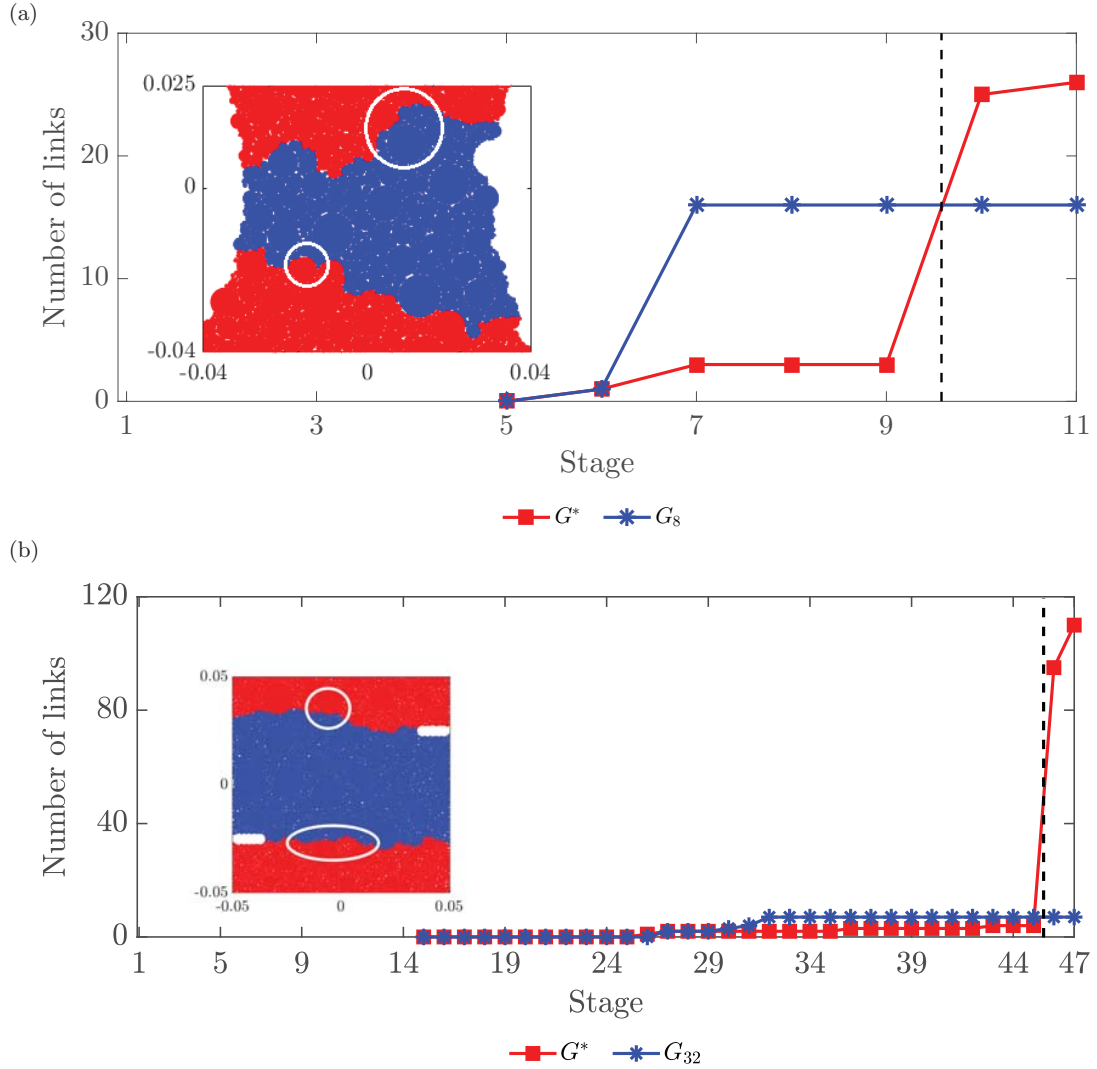 (a)
30
20
10
0
Number of links
0.025
0
-0.04
-0.04 0 0.04
1 3 5 7 9 11
Stage
G* G8
(b)
120
80
40
0
Number of links
0.05
0
-0.05
-0.05 0 0.05
1 5 9 14 19 24 29 34 39 44 47
Stage
G* G32